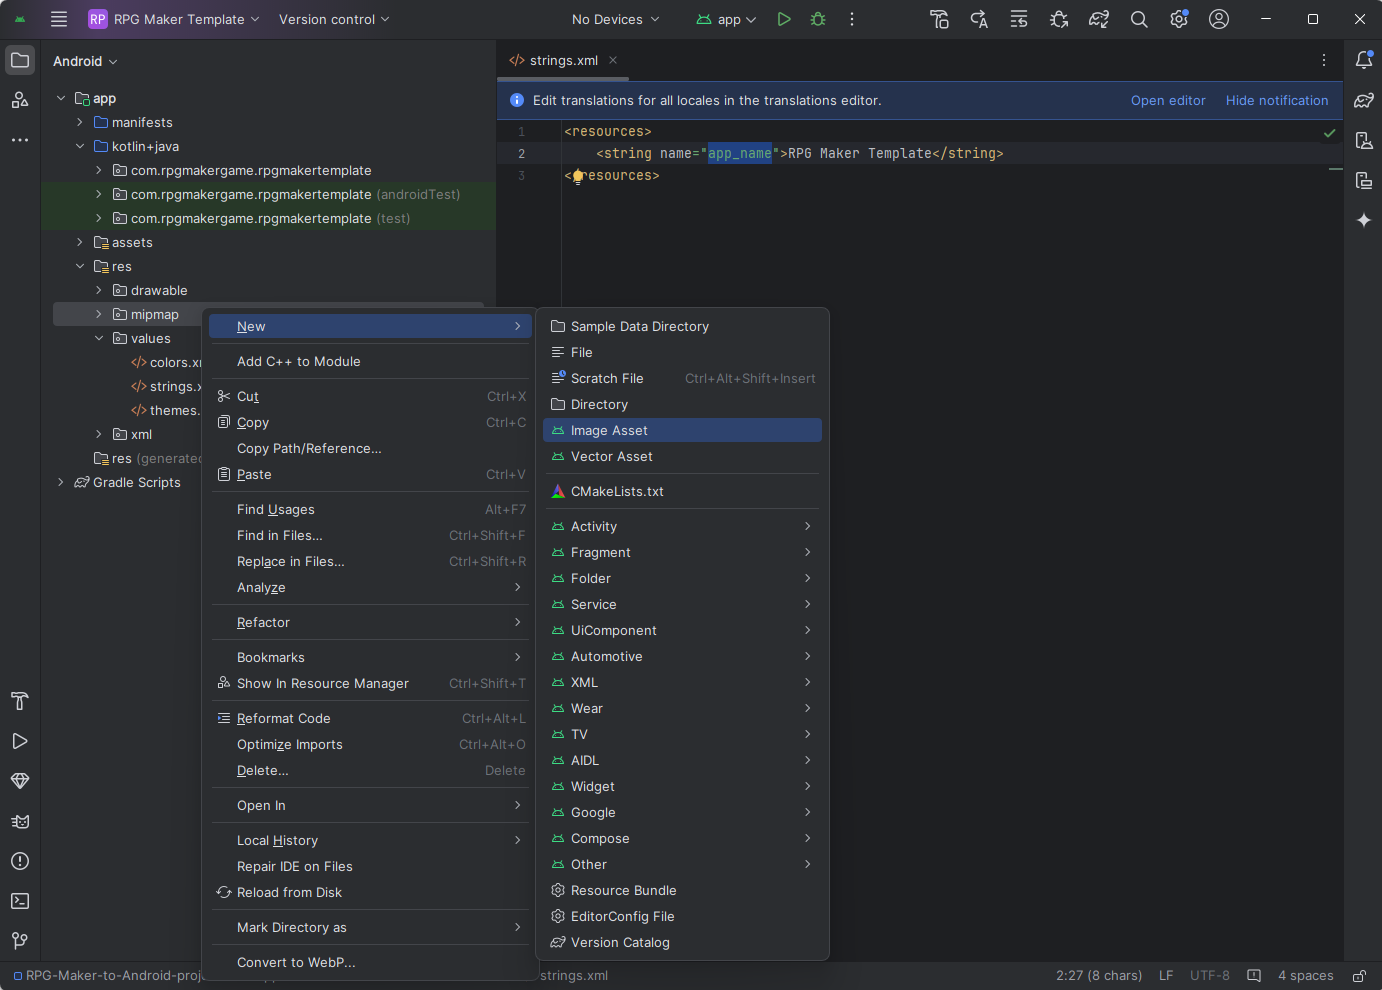 RP RPG Maker Template Version control No Devices app
Android
strings.xml
Edit translations for all locales in the translations editor. Open editor Hide notification
app
manifests
kotlin+java
com.rpgmakergame.rpgmakertemplate
com.rpgmakergame.rpgmakertemplate (androidTest)
com.rpgmakergame.rpgmakertemplate (test)
assets
res
drawable
mipmap
values
colors.x
strings.x
themes.
xml
res (generated
Gradle Scripts
1 <resources>
2 <string name="app_name">RPG Maker Template</string>
3 < resources>
New
Add C++ to Module
Cut Ctrl+X
Copy Ctrl+C
Copy Path/Reference...
Paste Ctrl+V
Find Usages Alt+F7
Find in Files... Ctrl+Shift+F
Replace in Files... Ctrl+Shift+R
Analyze
Refactor
Bookmarks
Show In Resource Manager Ctrl+Shift+T
Reformat Code Ctrl+Alt+L
Optimize Imports Ctrl+Alt+O
Delete... Delete
Open In
Local History
Repair IDE on Files
Reload from Disk
Mark Directory as
Convert to WebP...
Sample Data Directory
File
Scratch File Ctrl+Alt+Shift+Insert
Directory
Image Asset
Vector Asset
CMakeLists.txt
Activity
Fragment
Folder
Service
UiComponent
Automotive
XML
Wear
TV
AIDL
Widget
Google
Compose
Other
Resource Bundle
EditorConfig File
Version Catalog
RPG-Maker-to-Android-proj strings.xml 2:27 (8 chars) LF UTF-8 4 spaces